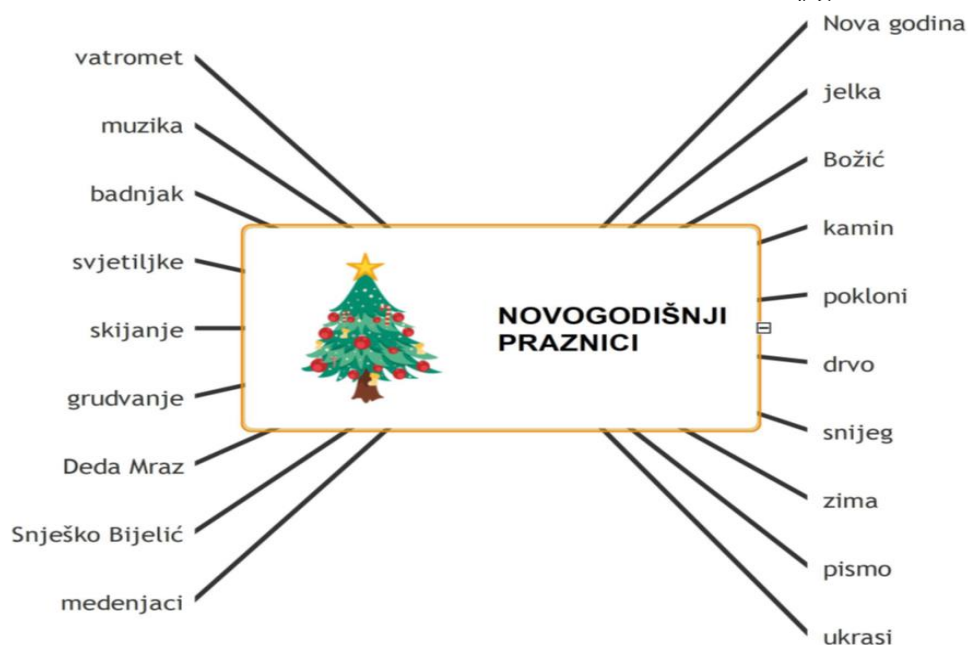 Nova godina
jelka
Božić
kamin
pokloni
drvo
snijeg
zima
pismo
ukrasi
NOVOGODIŠNJI
PRAZNICI
vatromet
muzika
badnjak
svjetiljke
skijanje
grudvanje
Deda Mraz
Snješko Bijelić
medenjaci